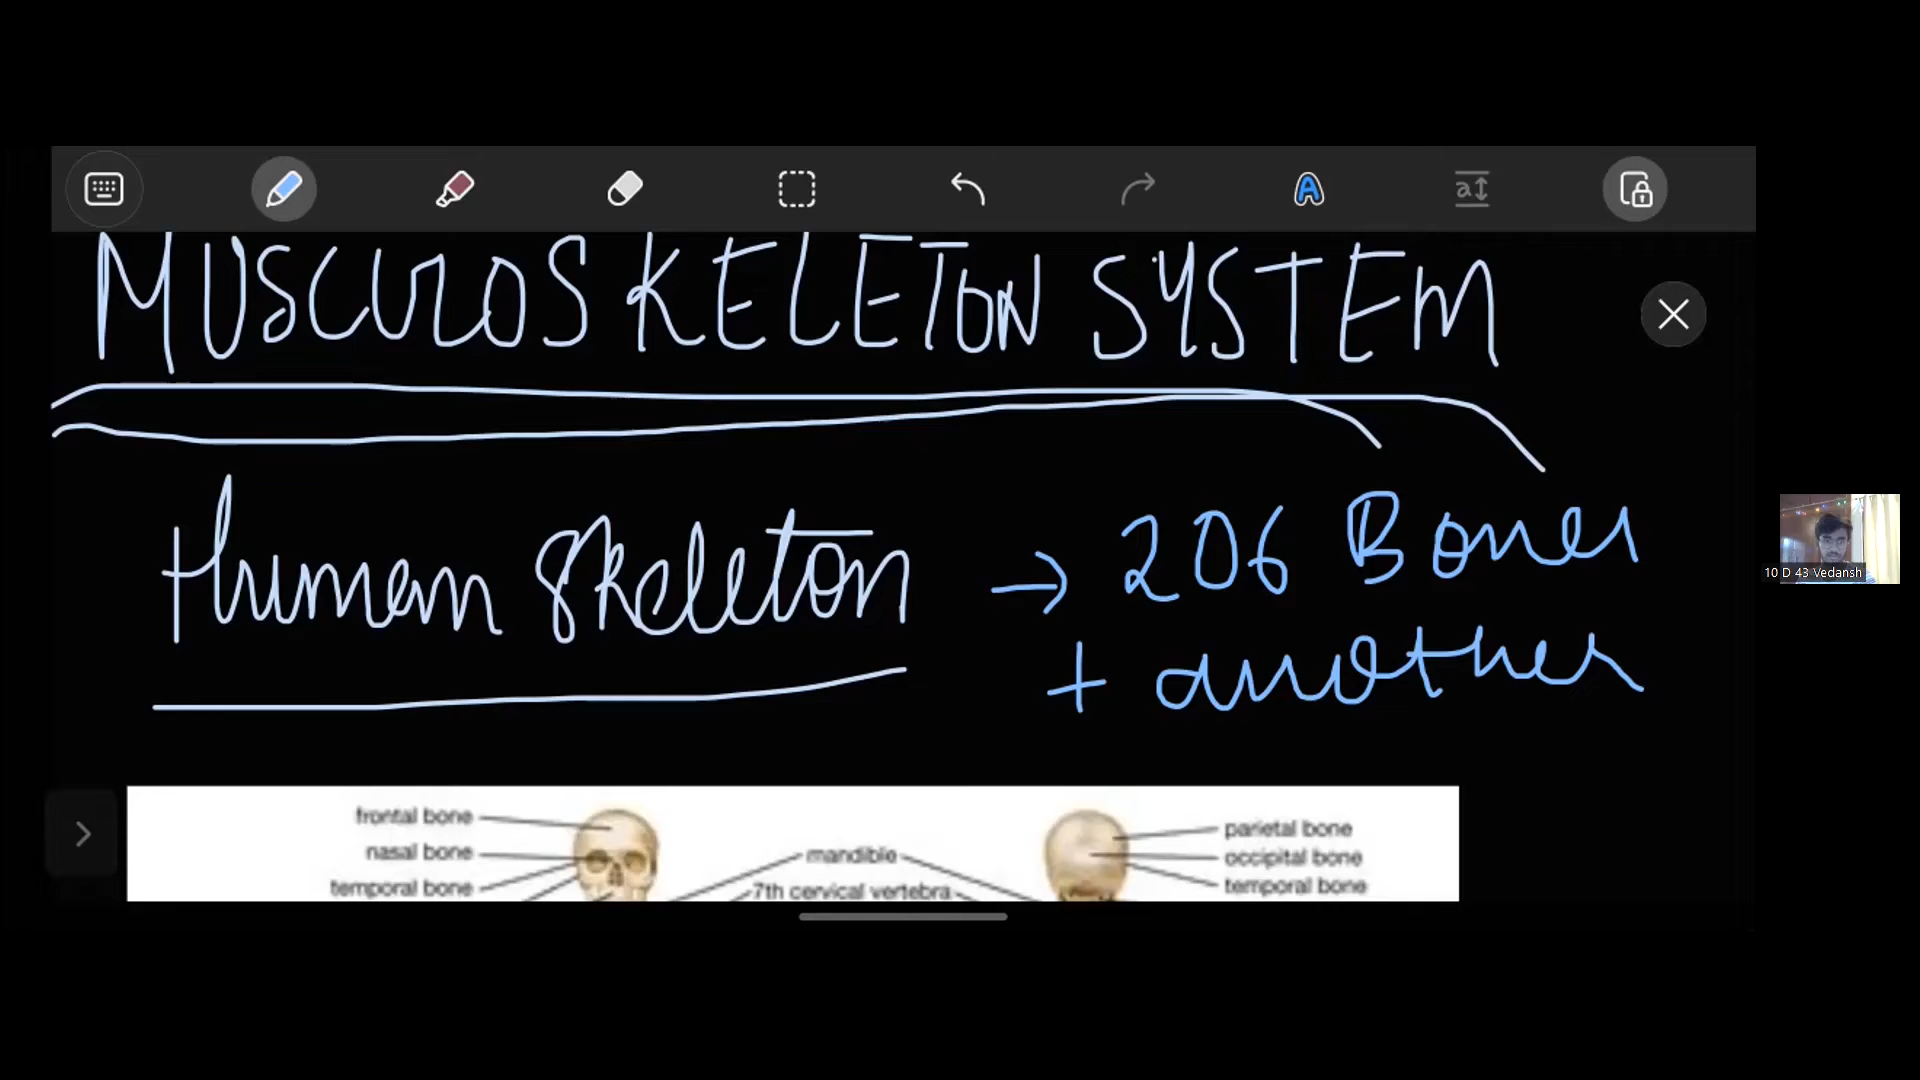 MUSCULOSKELETON SYSTEM
Human Skeleton → 206 Bones
+ another
frontal bone
nasal bone
temporal bone
mandible
7th cervical vertebra
parietal bone
occipital bone
temporal bone
10 D 43 Vedansh